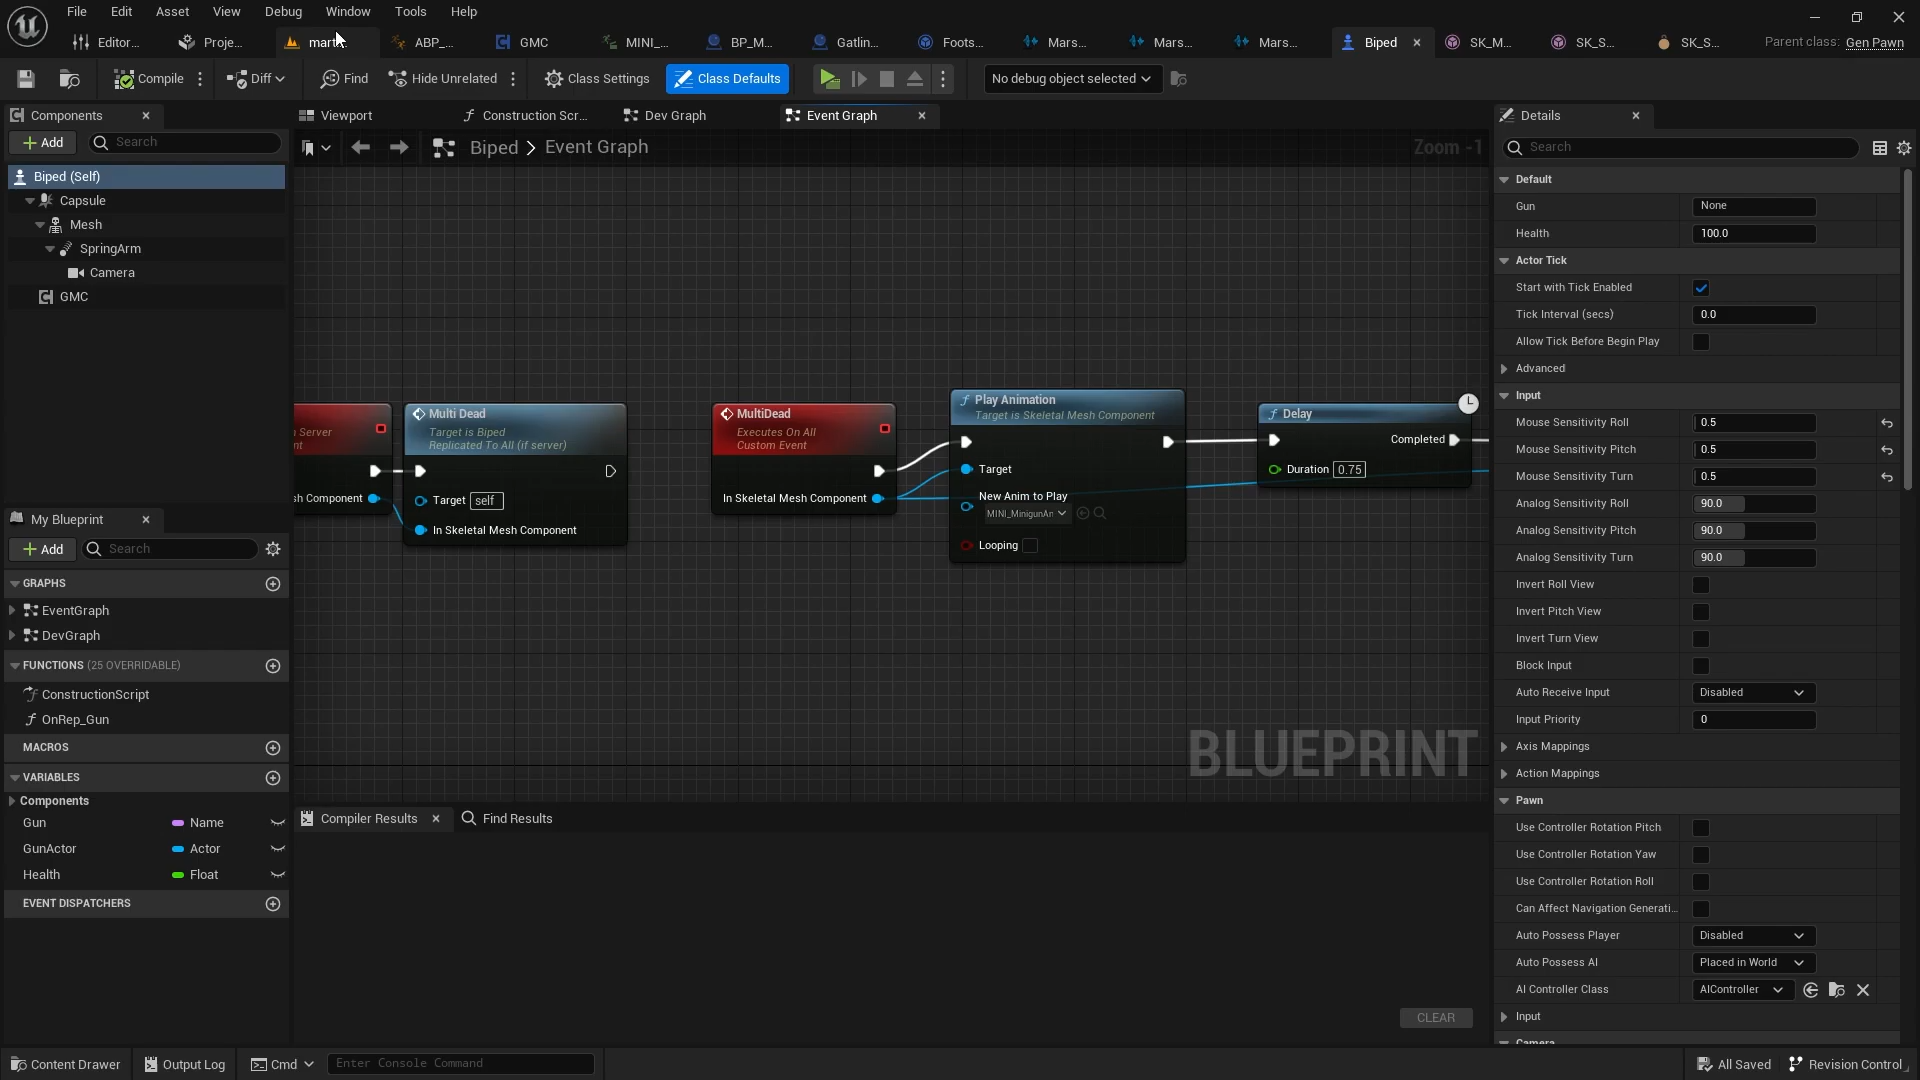 File Edit Asset View Debug Window Tools Help
Editor... Proje... mart ABP_... GMC MINI_... BP_M... Gatlin... Foots... Mars... Mars... Mars... Biped SK_M... SK_S... SK_S... Parent class: Gen Pawn
Compile Diff Find Hide Unrelated Class Settings Class Defaults No debug object selected
Components
Add Search
Biped (Self)
Capsule
Mesh
SpringArm
Camera
GMC
My Blueprint
Add Search
GRAPHS
EventGraph
DevGraph
FUNCTIONS (25 OVERRIDABLE)
ConstructionScript
OnRep_Gun
MACROS
VARIABLES
Components
Gun Name
GunActor Actor
Health Float
EVENT DISPATCHERS
Viewport Construction Scr... Dev Graph Event Graph
Biped > Event Graph Zoom -1
n Server
nt
sh Component
Multi Dead
Target is Biped
Replicated To All (if server)
Target self
In Skeletal Mesh Component
MultiDead
Executes On All
Custom Event
In Skeletal Mesh Component
Play Animation
Target is Skeletal Mesh Component
Target
New Anim to Play
MINI_MinigunAr
Looping
Delay
Completed
Duration 0.75
BLUEPRINT
Compiler Results Find Results
CLEAR
Details
Search
Default
Gun None
Health 100.0
Actor Tick
Start with Tick Enabled
Tick Interval (secs) 0.0
Allow Tick Before Begin Play
Advanced
Input
Mouse Sensitivity Roll 0.5
Mouse Sensitivity Pitch 0.5
Mouse Sensitivity Turn 0.5
Analog Sensitivity Roll 90.0
Analog Sensitivity Pitch 90.0
Analog Sensitivity Turn 90.0
Invert Roll View
Invert Pitch View
Invert Turn View
Block Input
Auto Receive Input Disabled
Input Priority 0
Axis Mappings
Action Mappings
Pawn
Use Controller Rotation Pitch
Use Controller Rotation Yaw
Use Controller Rotation Roll
Can Affect Navigation Generati...
Auto Possess Player Disabled
Auto Possess AI Placed in World
AI Controller Class AIController
Input
Camera
Content Drawer Output Log Cmd Enter Console Command All Saved Revision Control